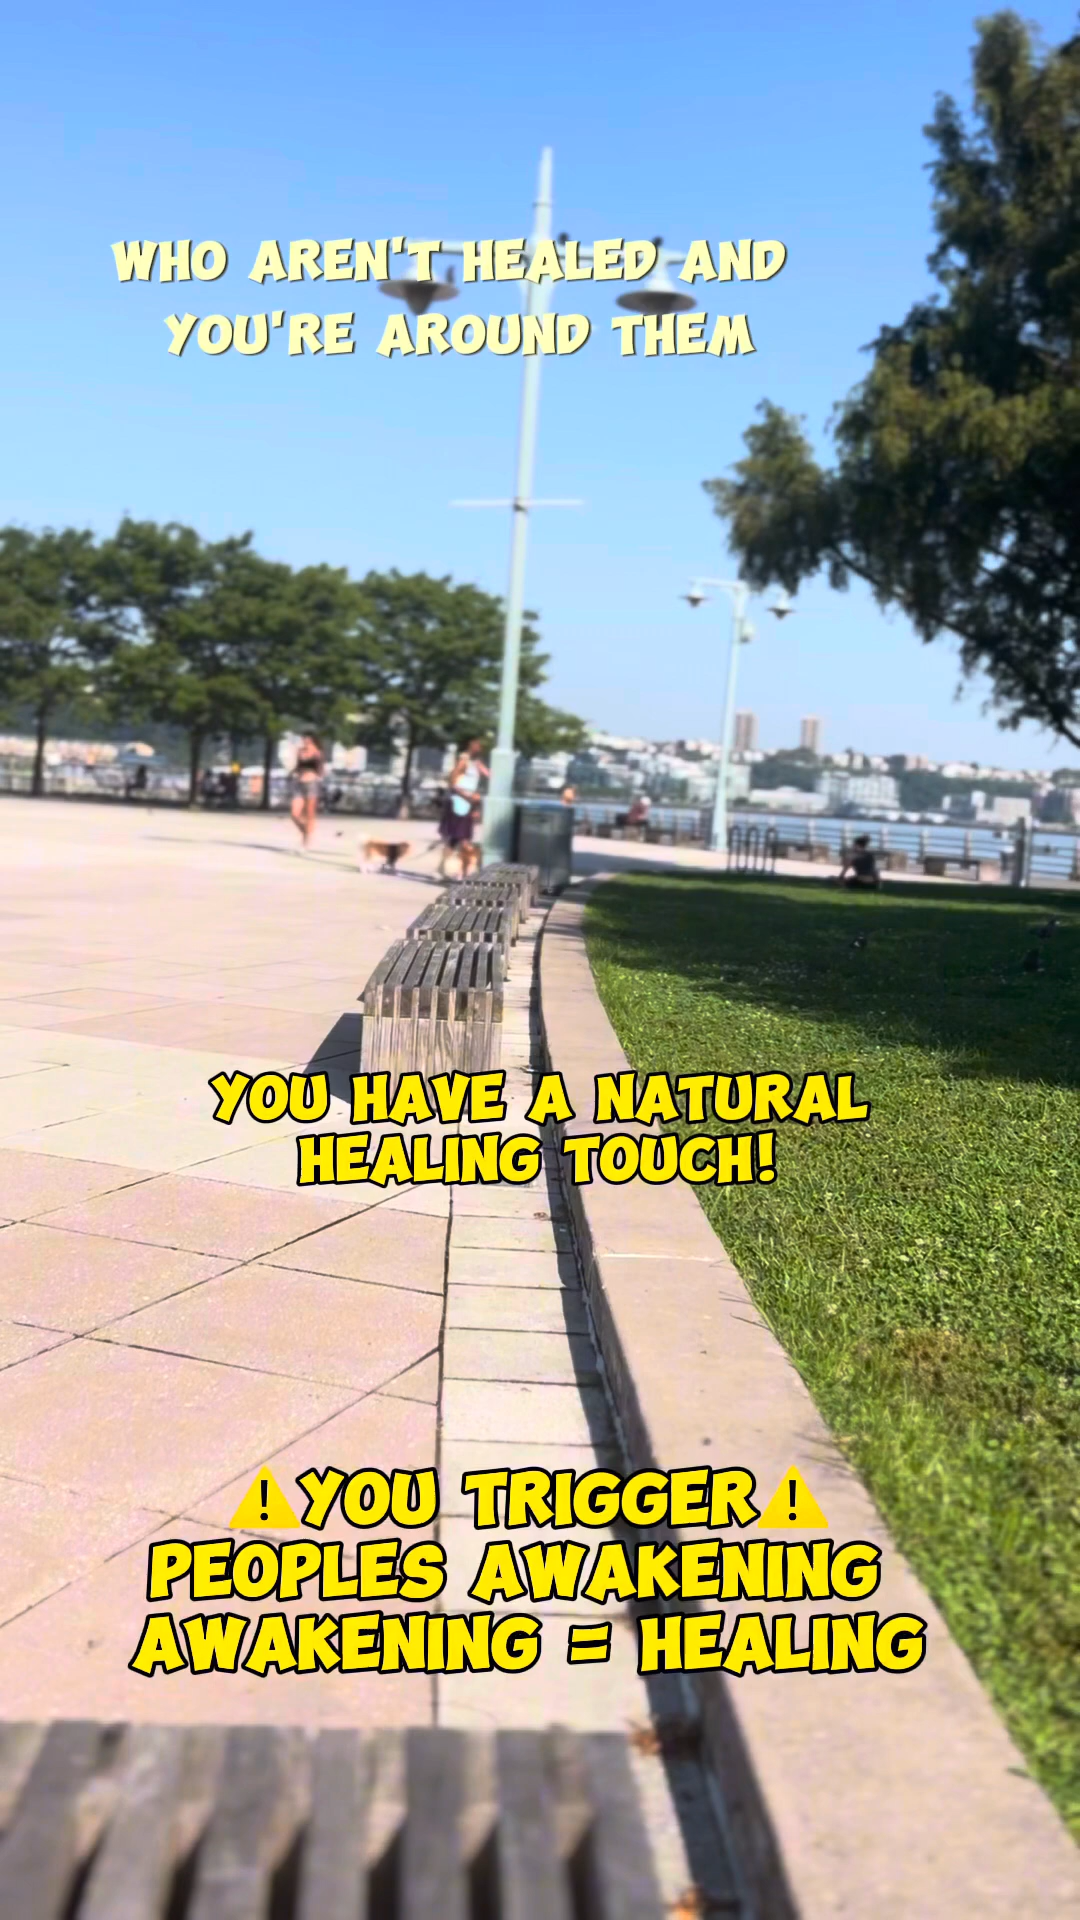 WHO AREN'T HEALED AND
YOU'RE AROUND THEM
YOU HAVE A NATURAL
HEALING TOUCH!
⚠️YOU TRIGGER⚠️
PEOPLES AWAKENING
AWAKENING = HEALING